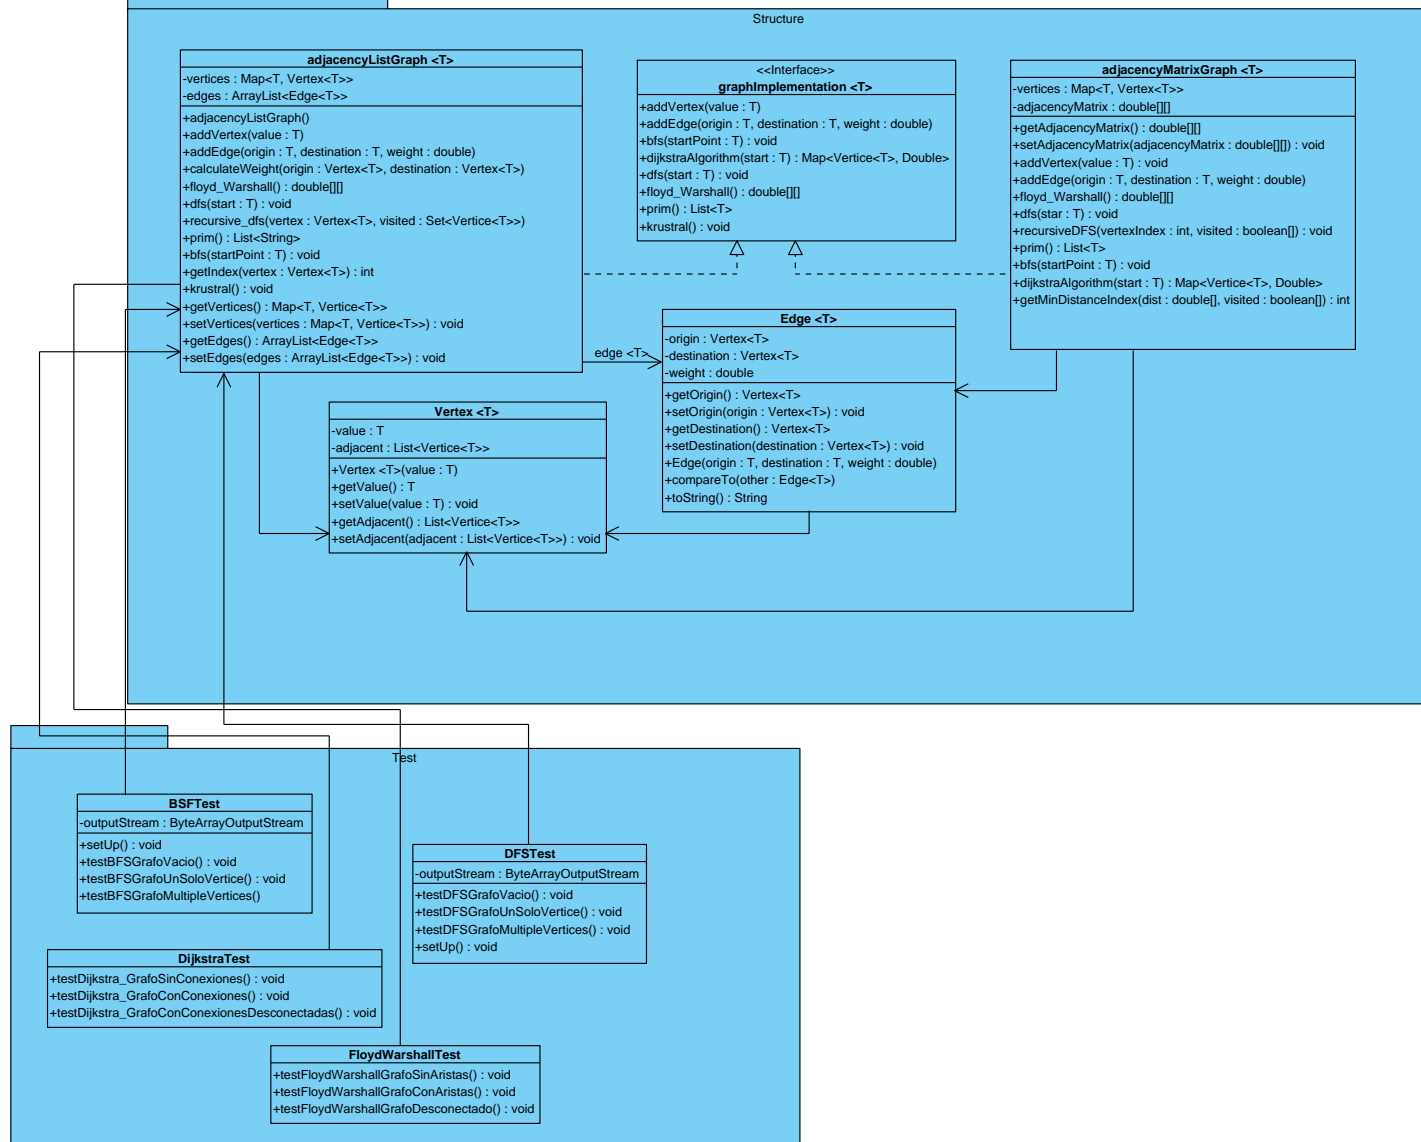 Structure
adjacencyListGraph <T>
-vertices : Map<T, Vertex<T>>
-edges : ArrayList<Edge<T>>
+adjacencyListGraph()
+addVertex(value : T)
+addEdge(origin : T, destination : T, weight : double)
+calculateWeight(origin : Vertex<T>, destination : Vertex<T>)
+floyd_Warshall() : double[][]
+dfs(start : T) : void
+recursive_dfs(vertex : Vertex<T>, visited : Set<Vertice<T>>)
+prim() : List<String>
+bfs(startPoint : T) : void
+getIndex(vertex : Vertex<T>) : int
+krustral() : void
+getVertices() : Map<T, Vertice<T>>
+setVertices(vertices : Map<T, Vertice<T>>) : void
+getEdges() : ArrayList<Edge<T>>
+setEdges(edges : ArrayList<Edge<T>>) : void
<<Interface>>
graphImplementation <T>
+addVertex(value : T)
+addEdge(origin : T, destination : T, weight : double)
+bfs(startPoint : T) : void
+dijkstraAlgorithm(start : T) : Map<Vertice<T>, Double>
+dfs(start : T) : void
+floyd_Warshall() : double[][]
+prim() : List<T>
+krustral() : void
adjacencyMatrixGraph <T>
-vertices : Map<T, Vertex<T>>
-adjacencyMatrix : double[][]
+getAdjacencyMatrix() : double[][]
+setAdjacencyMatrix(adjacencyMatrix : double[][]) : void
+addVertex(value : T) : void
+addEdge(origin : T, destination : T, weight : double)
+floyd_Warshall() : double[][]
+dfs(star : T) : void
+recursiveDFS(vertexIndex : int, visited : boolean[]) : void
+prim() : List<T>
+bfs(startPoint : T) : void
+dijkstraAlgorithm(start : T) : Map<Vertice<T>, Double>
+getMinDistanceIndex(dist : double[], visited : boolean[]) : int
edge <T>
Edge <T>
-origin : Vertex<T>
-destination : Vertex<T>
-weight : double
+getOrigin() : Vertex<T>
+setOrigin(origin : Vertex<T>) : void
+getDestination() : Vertex<T>
+setDestination(destination : Vertex<T>) : void
+Edge(origin : T, destination : T, weight : double)
+compareTo(other : Edge<T>)
+toString() : String
Vertex <T>
-value : T
-adjacent : List<Vertice<T>>
+Vertex <T>(value : T)
+getValue() : T
+setValue(value : T) : void
+getAdjacent() : List<Vertice<T>>
+setAdjacent(adjacent : List<Vertice<T>>) : void
Test
BSFTest
-outputStream : ByteArrayOutputStream
+setUp() : void
+testBFSGrafoVacio() : void
+testBFSGrafoUnSoloVertice() : void
+testBFSGrafoMultipleVertices()
DFSTest
-outputStream : ByteArrayOutputStream
+testDFSGrafoVacio() : void
+testDFSGrafoUnSoloVertice() : void
+testDFSGrafoMultipleVertices() : void
+setUp() : void
DijkstraTest
+testDijkstra_GrafoSinConexiones() : void
+testDijkstra_GrafoConConexiones() : void
+testDijkstra_GrafoConConexionesDesconectadas() : void
FloydWarshallTest
+testFloydWarshallGrafoSinAristas() : void
+testFloydWarshallGrafoConAristas() : void
+testFloydWarshallGrafoDesconectado() : void